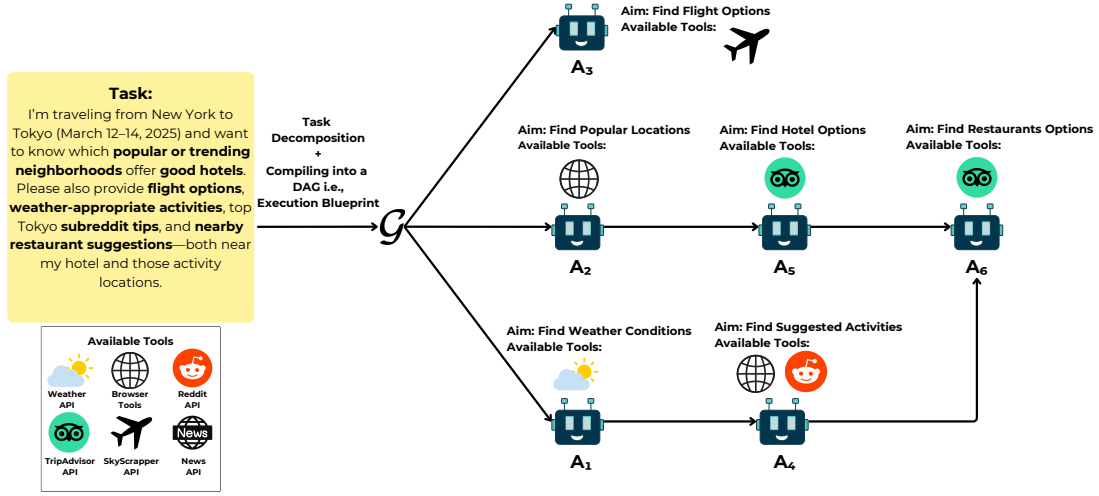 Task:
I'm traveling from New York to
Tokyo (March 12–14, 2025) and want
to know which popular or trending
neighborhoods offer good hotels.
Please also provide flight options,
weather-appropriate activities, top
Tokyo subreddit tips, and nearby
restaurant suggestions—both near
my hotel and those activity
locations.
Available Tools
Weather
API
Browser
Tools
Reddit
API
TripAdvisor
API
SkyScrapper
API
News
News
API
Task
Decomposition
+
Compiling into a
DAG i.e.,
Execution Blueprint
G
Aim: Find Flight Options
Available Tools:
A₃
Aim: Find Popular Locations
Available Tools:
A₂
Aim: Find Hotel Options
Available Tools:
A₅
Aim: Find Restaurants Options
Available Tools:
A₆
Aim: Find Weather Conditions
Available Tools:
A₁
Aim: Find Suggested Activities
Available Tools:
A₄